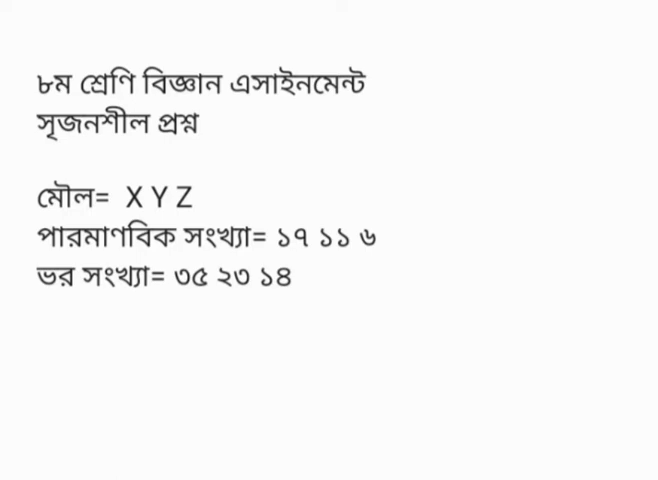 ৮ম শ্রেণি বিজ্ঞান এসাইনমেন্ট
সৃজনশীল প্রশ্ন
মৌল= X Y Z
পারমাণবিক সংখ্যা= ১৭ ১১ ৬
ভর সংখ্যা= ৩৫ ২৩ ১৪